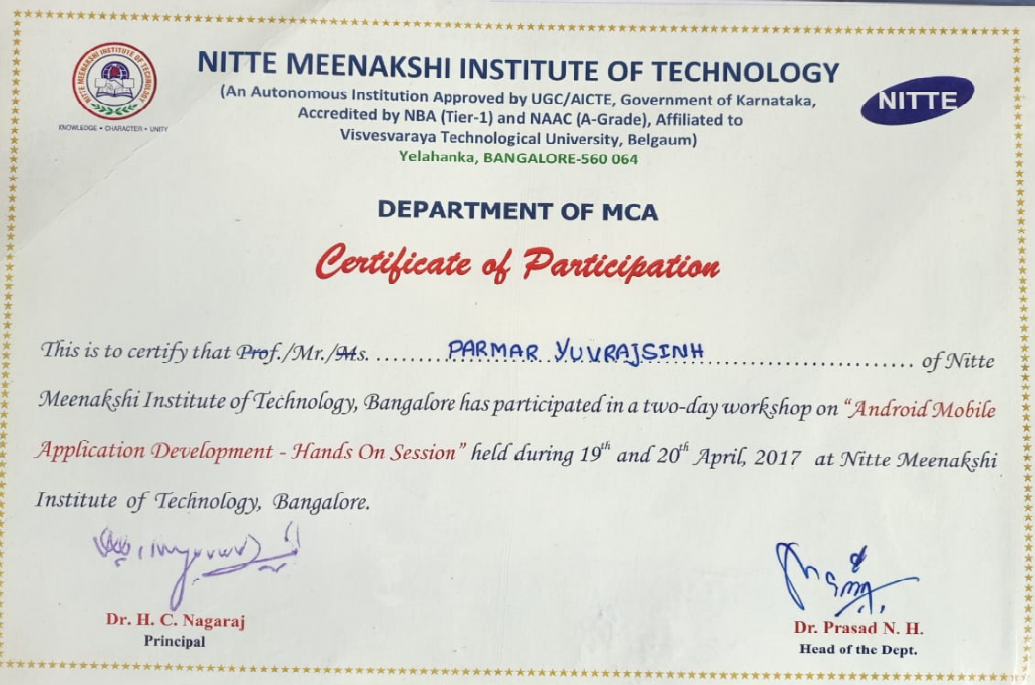 NITTE MEENAKSHI INSTITUTE OF TECHNOLOGY
KNOWLEDGE • CHARACTER • UNITY
NITTE MEENAKSHI INSTITUTE OF TECHNOLOGY
(An Autonomous Institution Approved by UGC/AICTE, Government of Karnataka,
Accredited by NBA (Tier-1) and NAAC (A-Grade), Affiliated to
Visvesvaraya Technological University, Belgaum)
Yelahanka, BANGALORE-560 064
NITTE
DEPARTMENT OF MCA
Certificate of Participation
This is to certify that Prof./Mr./Ms. PARMAR YUVRAJSINH of Nitte
Meenakshi Institute of Technology, Bangalore has participated in a two-day workshop on "Android Mobile
Application Development - Hands On Session" held during 19th and 20th April, 2017 at Nitte Meenakshi
Institute of Technology, Bangalore.
Dr. H. C. Nagaraj
Principal
Dr. Prasad N. H.
Head of the Dept.